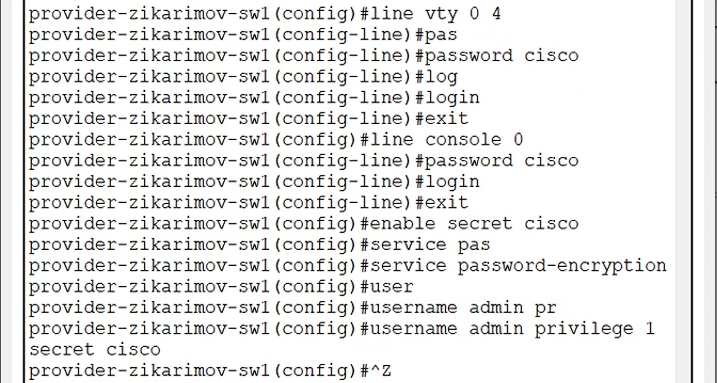 provider-zikarimov-sw1(config)#line vty 0 4
provider-zikarimov-sw1(config-line)#pas
provider-zikarimov-sw1(config-line)#password cisco
provider-zikarimov-sw1(config-line)#log
provider-zikarimov-sw1(config-line)#login
provider-zikarimov-sw1(config-line)#exit
provider-zikarimov-sw1(config)#line console 0
provider-zikarimov-sw1(config-line)#password cisco
provider-zikarimov-sw1(config-line)#login
provider-zikarimov-sw1(config-line)#exit
provider-zikarimov-sw1(config)#enable secret cisco
provider-zikarimov-sw1(config)#service pas
provider-zikarimov-sw1(config)#service password-encryption
provider-zikarimov-sw1(config)#user
provider-zikarimov-sw1(config)#username admin pr
provider-zikarimov-sw1(config)#username admin privilege 1
secret cisco
provider-zikarimov-sw1(config)#^Z